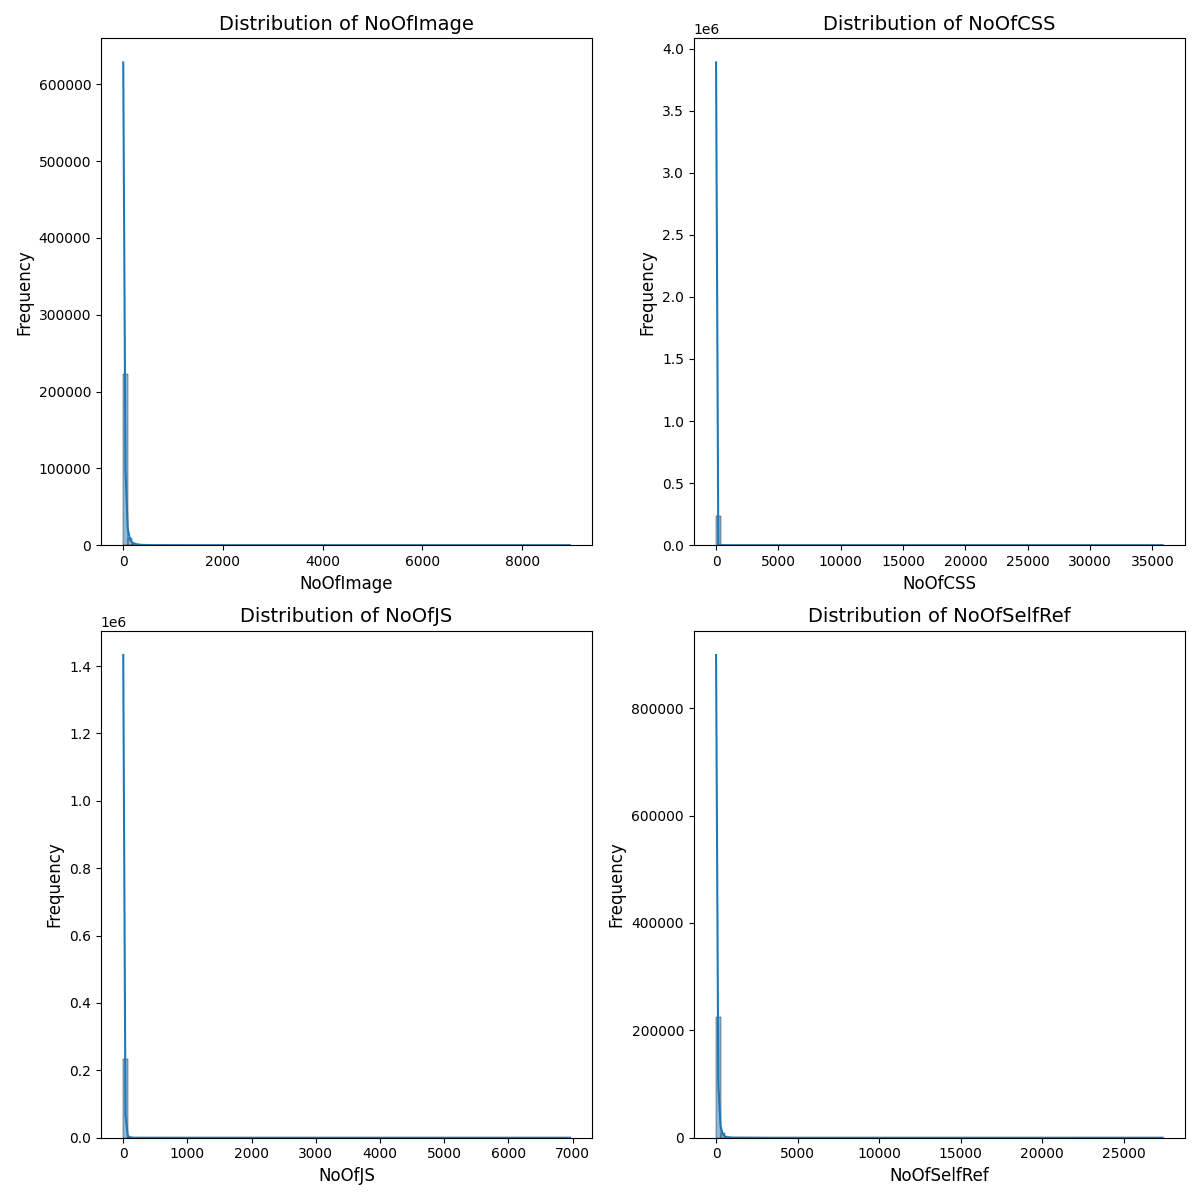 Distribution of NoOfImage
600000
500000
400000
300000
200000
100000
0
Frequency
0 2000 4000 6000 8000
NoOfImage
Distribution of NoOfCSS
1e6
4.0
3.5
3.0
2.5
2.0
1.5
1.0
0.5
0.0
Frequency
0 5000 10000 15000 20000 25000 30000 35000
NoOfCSS
Distribution of NoOfJS
1e6
1.4
1.2
1.0
0.8
0.6
0.4
0.2
0.0
Frequency
0 1000 2000 3000 4000 5000 6000 7000
NoOfJS
Distribution of NoOfSelfRef
800000
600000
400000
200000
0
Frequency
0 5000 10000 15000 20000 25000
NoOfSelfRef